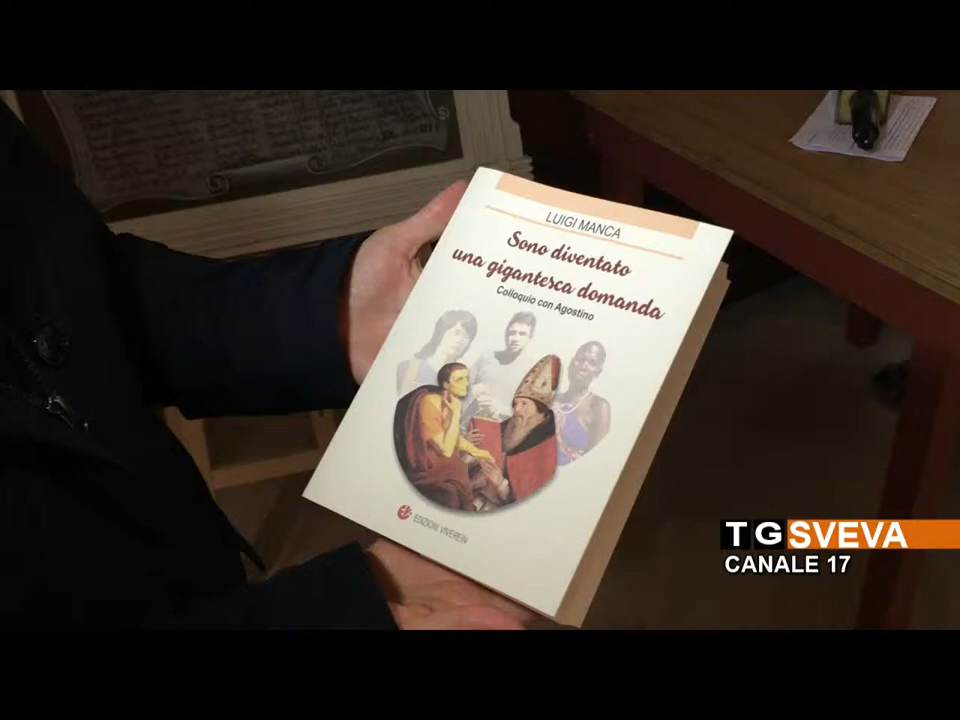 LUIGI MANCA
Sono diventato
una gigantesca domanda
Colloquio con Agostino
EDIZIONI VIVEREIN
TG SVEVA
CANALE 17